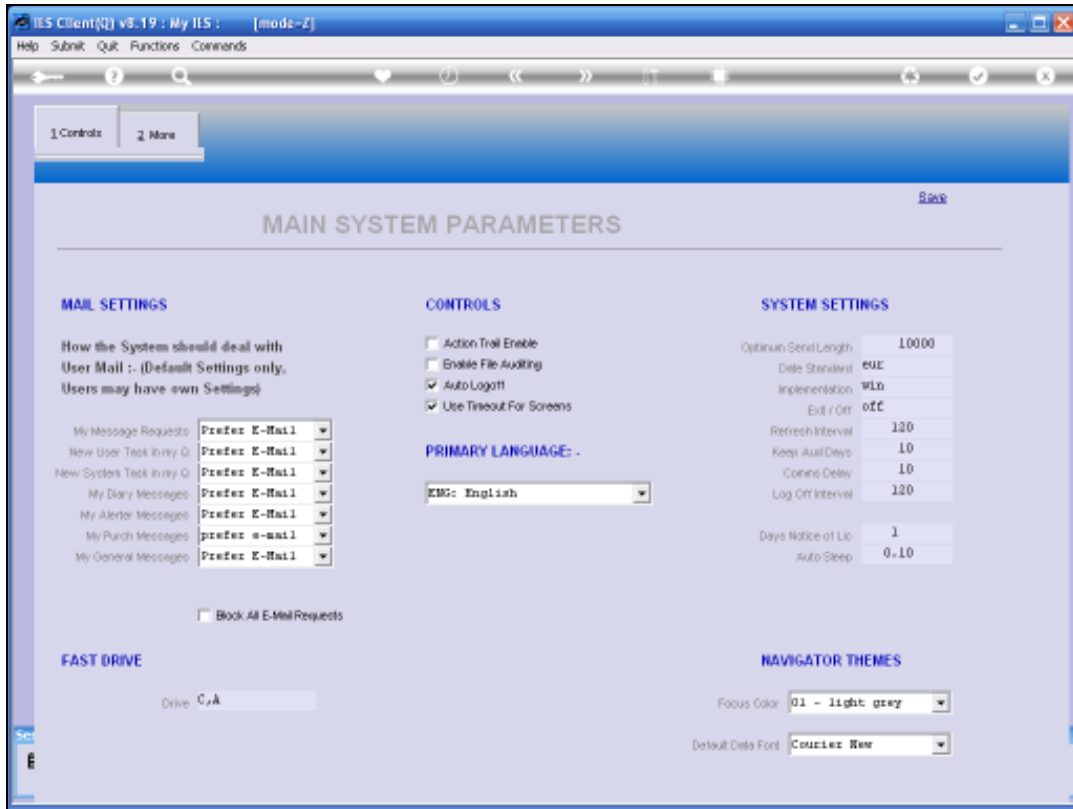 IES Client(Q) v8.19 : My IES : [mode=Z]
Help Submit Quit Functions Commands
1 Controls 2 More
Save
MAIN SYSTEM PARAMETERS
MAIL SETTINGS
How the System should deal with
User Mail :- (Default Settings only,
Users may have own Settings)
My Message Requests Prefer E-Mail
New User Task in my Q Prefer E-Mail
New System Task in my Q Prefer E-Mail
My Diary Messages Prefer E-Mail
My Alerter Messages Prefer E-Mail
My Purch Messages prefer e-mail
My General Messages Prefer E-Mail
Block All E-Mail Requests
FAST DRIVE
Drive C,A
CONTROLS
Action Trail Enable
Enable File Auditing
Auto Logoff
Use Timeout For Screens
PRIMARY LANGUAGE: -
ENG: English
SYSTEM SETTINGS
Optimum Send Length 10000
Date Standard eur
Implementation win
Exit / Off off
Refresh Interval 120
Keep Aual Days 10
Comms Delay 10
Log Off Interval 120
Days Notice of Lic 1
Auto Sleep 0.10
NAVIGATOR THEMES
Focus Color 01 - light grey
Default Data Font Courier New